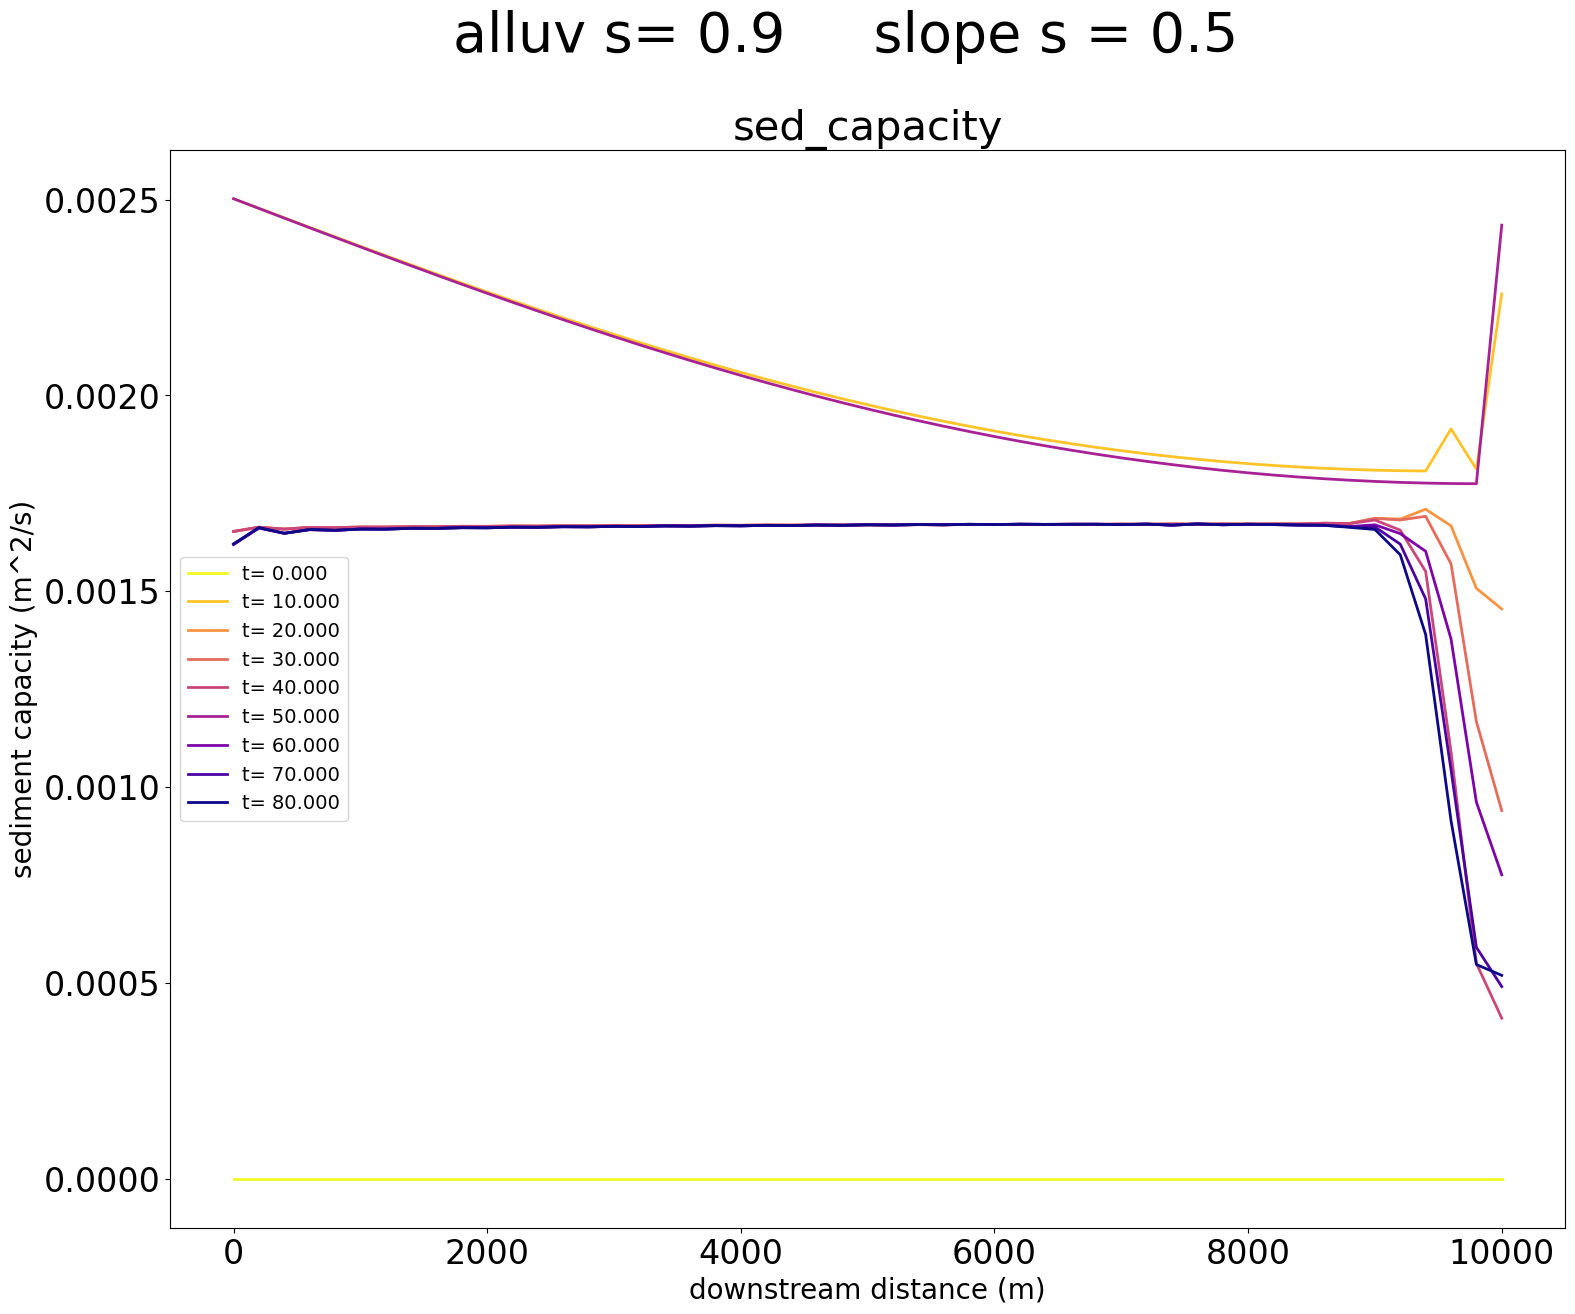 alluv s= 0.9     slope s = 0.5
sed_capacity
sediment capacity (m^2/s)
0.0025
0.0020
0.0015
0.0010
0.0005
0.0000
t= 0.000
t= 10.000
t= 20.000
t= 30.000
t= 40.000
t= 50.000
t= 60.000
t= 70.000
t= 80.000
0 2000 4000 6000 8000 10000
downstream distance (m)